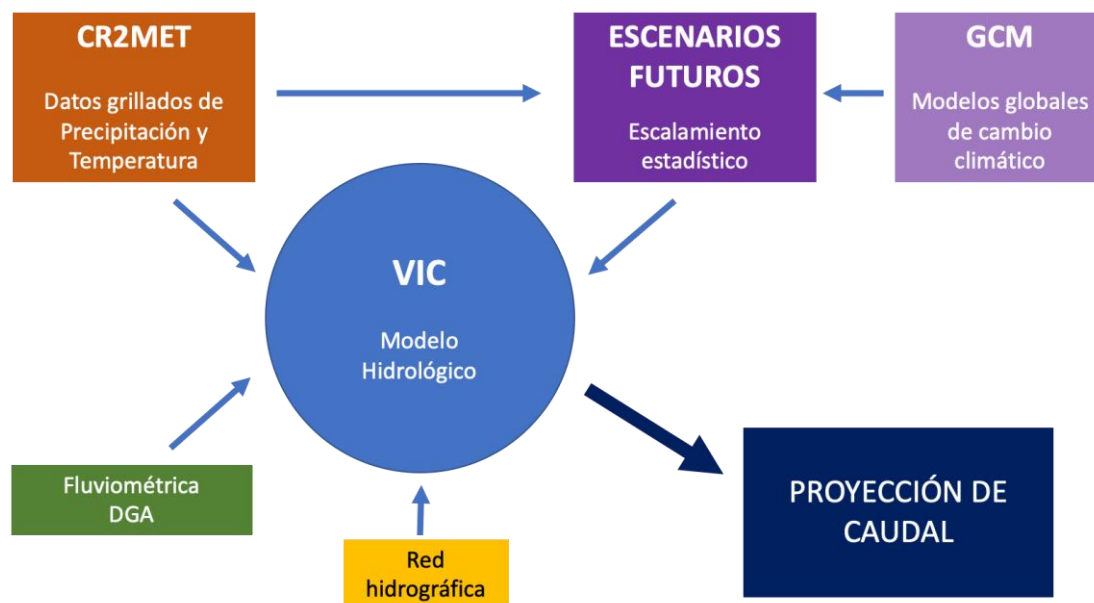 CR2MET
Datos grillados de
Precipitación y
Temperatura
ESCENARIOS
FUTUROS
Escalamiento
estadístico
GCM
Modelos globales
de cambio
climático
VIC
Modelo
Hidrológico
Fluviométrica
DGA
Red
hidrográfica
PROYECCIÓN DE
CAUDAL